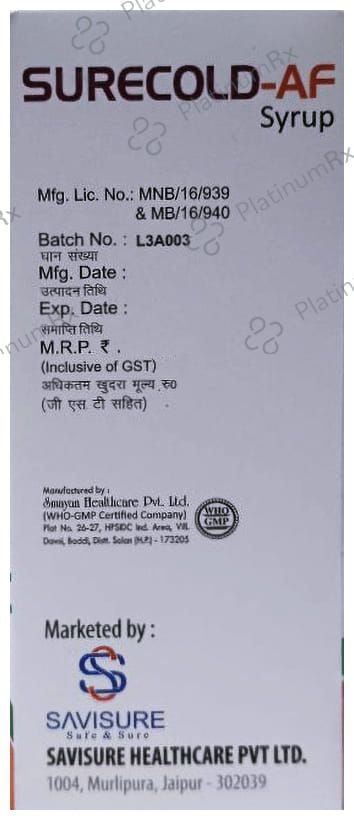 SURECOLD-AF
Syrup
Mfg. Lic. No.: MNB/16/939
& MB/16/940
Batch No. : L3A003
घान संख्या
Mfg. Date :
उत्पादन तिथि
Exp. Date :
समाप्ति तिथि
M.R.P. ₹ .
(Inclusive of GST)
अधिकतम खुदरा मूल्य रु0
(जी एस टी सहित) .
Manufactured by :
Smayan Healthcare Pvt. Ltd.
(WHO-GMP Certified Company)
Plot No. 26-27, HPSIDC Ind. Area, Vill.
Davni, Baddi, Distt. Solan (H.P.) - 173205
WHO
GMP
Marketed by :
SAVISURE
Safe & Sure
SAVISURE HEALTHCARE PVT LTD.
1004, Murlipura, Jaipur - 302039
PlatinumRx
PlatinumRx
PlatinumRx